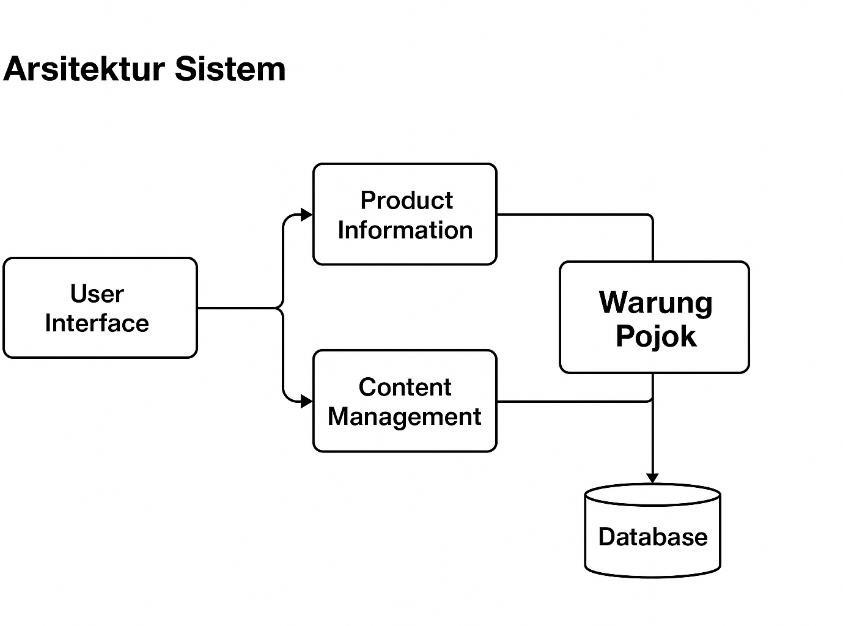 Arsitektur Sistem
Product
Information
User
Interface
Warung
Pojok
Content
Management
Database